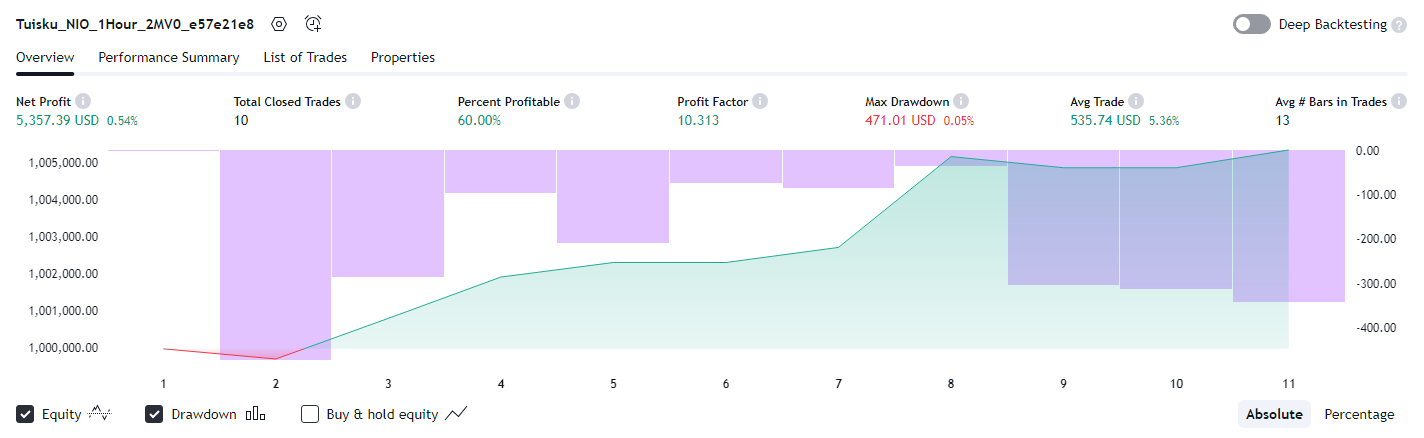 Tuisku_NIO_1Hour_2MV0_e57e21e8 Deep Backtesting ?
Overview Performance Summary List of Trades Properties
Net Profit i Total Closed Trades i Percent Profitable i Profit Factor i Max Drawdown i Avg Trade i Avg # Bars in Trades i
5,357.39 USD 0.54% 10 60.00% 10.313 471.01 USD 0.05% 535.74 USD 5.36% 13
1,005,000.00 0.00
1,004,000.00 -100.00
1,003,000.00 -200.00
1,002,000.00 -300.00
1,001,000.00 -400.00
1,000,000.00
1 2 3 4 5 6 7 8 9 10 11
Equity Drawdown Buy & hold equity Absolute Percentage